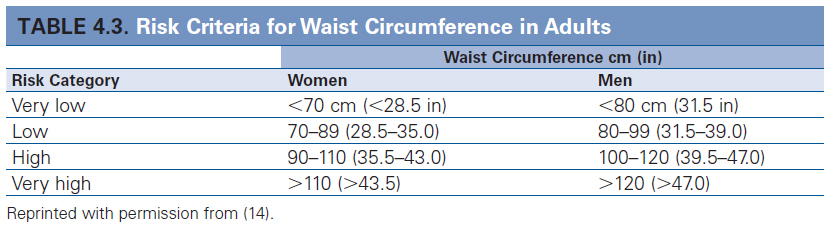 TABLE 4.3. Risk Criteria for Waist Circumference in Adults
Waist Circumference cm (in)
Risk Category Women Men
Very low <70 cm (<28.5 in) <80 cm (31.5 in)
Low 70–89 (28.5–35.0) 80–99 (31.5–39.0)
High 90–110 (35.5–43.0) 100–120 (39.5–47.0)
Very high >110 (>43.5) >120 (>47.0)
Reprinted with permission from (14).